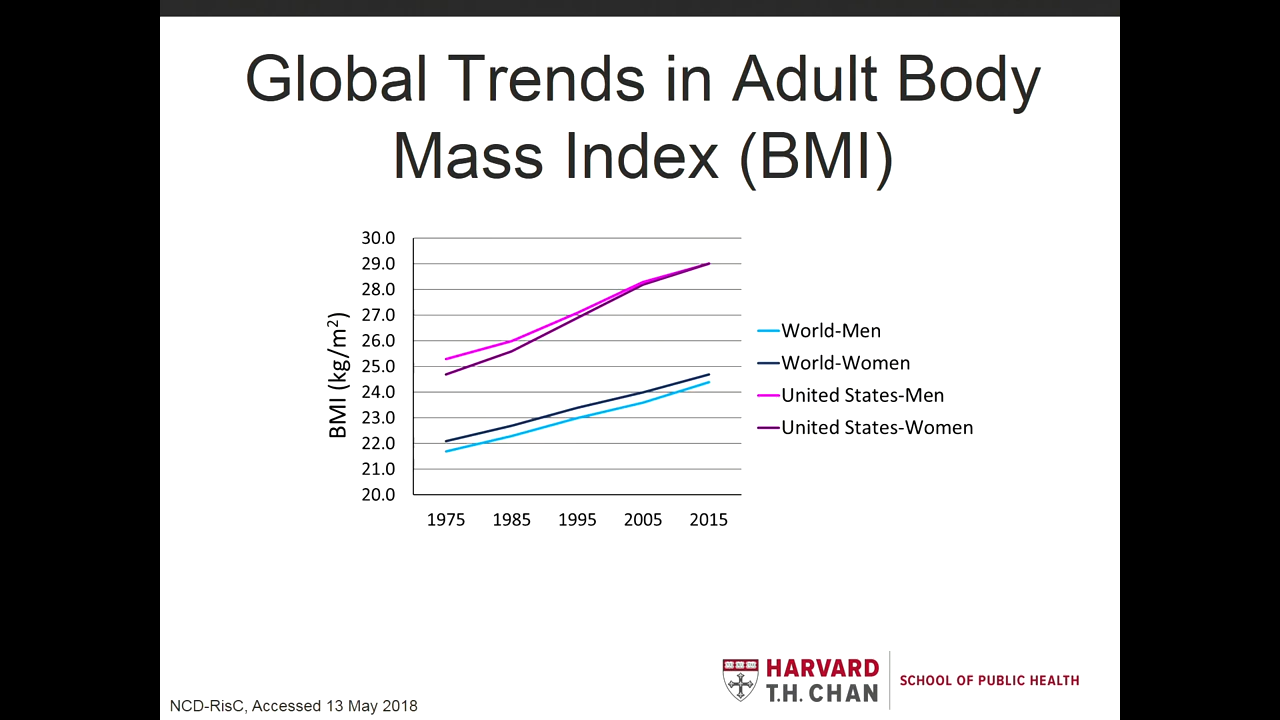 Global Trends in Adult Body
Mass Index (BMI)
30.0
29.0
28.0
27.0
26.0
25.0
24.0
23.0
22.0
21.0
20.0
BMI (kg/m²)
1975 1985 1995 2005 2015
World-Men
World-Women
United States-Men
United States-Women
HARVARD
T.H. CHAN
SCHOOL OF PUBLIC HEALTH
NCD-RisC, Accessed 13 May 2018